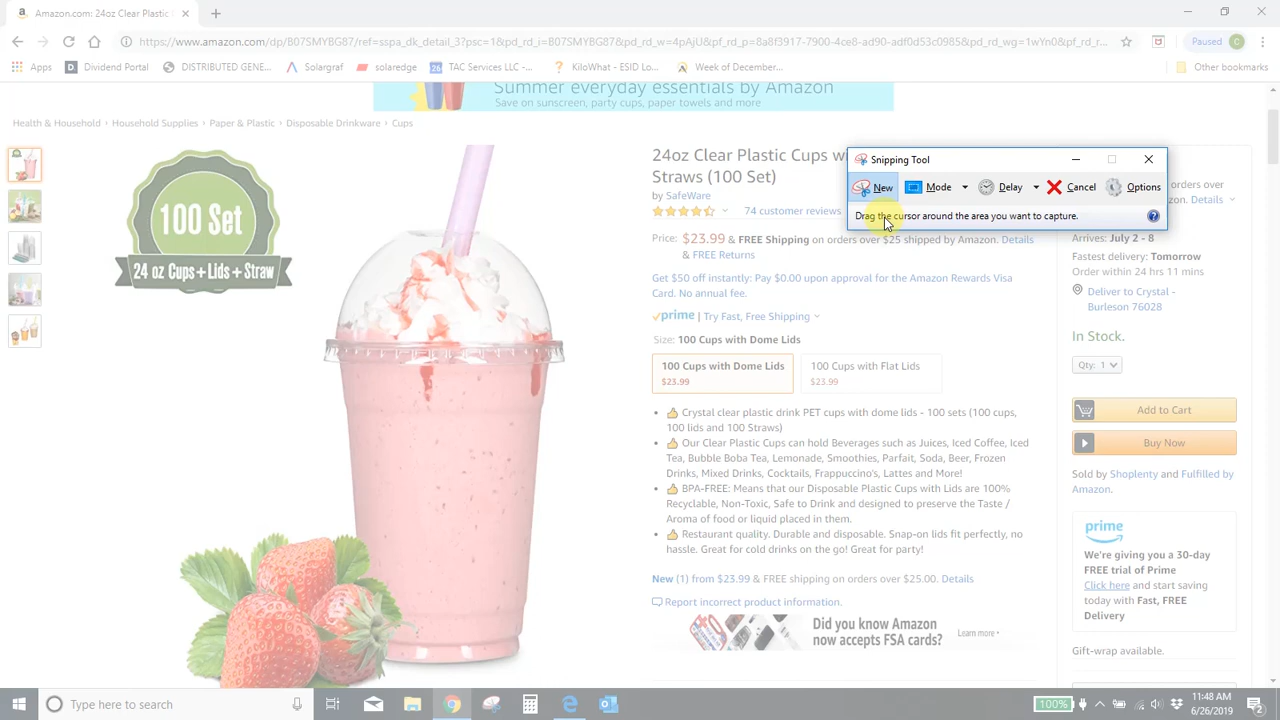 Amazon.com: 24oz Clear Plastic
https://www.amazon.com/dp/B07SMYBG87/ref=sspa_dk_detail_3?psc=1&pd_rd_i=B07SMYBG87&pd_rd_w=4pAjU&pf_rd_p=8a8f3917-7900-4ce8-ad90-adf0d53c0985&pd_rd_wg=1wYn0&pf_rd_r...
Paused
C
Apps
Dividend Portal
DISTRIBUTED GENE...
Solargraf
solaredge
TAC Services LLC -...
KiloWhat - ESID Lo...
Week of December...
Other bookmarks
Summer everyday essentials by Amazon
Save on sunscreen, party cups, paper towels and more
Health & Household › Household Supplies › Paper & Plastic › Disposable Drinkware › Cups
100 Set
24 oz Cups+Lids+Straw
24oz Clear Plastic Cups
Straws (100 Set)
by SafeWare
74 customer reviews
Price: $23.99 & FREE Shipping on orders over $25 shipped by Amazon. Details
& FREE Returns
Get $50 off instantly: Pay $0.00 upon approval for the Amazon Rewards Visa
Card. No annual fee.
prime | Try Fast, Free Shipping
Size: 100 Cups with Dome Lids
100 Cups with Dome Lids
$23.99
100 Cups with Flat Lids
$23.99
Crystal clear plastic drink PET cups with dome lids - 100 sets (100 cups,
100 lids and 100 Straws)
Our Clear Plastic Cups can hold Beverages such as Juices, Iced Coffee, Iced
Tea, Bubble Boba Tea, Lemonade, Smoothies, Parfait, Soda, Beer, Frozen
Drinks, Mixed Drinks, Cocktails, Frappuccino's, Lattes and More!
BPA-FREE: Means that our Disposable Plastic Cups with Lids are 100%
Recyclable, Non-Toxic, Safe to Drink and designed to preserve the Taste /
Aroma of food or liquid placed in them.
Restaurant quality. Durable and disposable. Snap-on lids fit perfectly, no
hassle. Great for cold drinks on the go! Great for party!
New (1) from $23.99 & FREE shipping on orders over $25.00. Details
Report incorrect product information.
Did you know Amazon
now accepts FSA cards?
Learn more
Snipping Tool
New
Mode
Delay
Cancel
Options
Drag the cursor around the area you want to capture.
orders over
Details
Arrives: July 2 - 8
Fastest delivery: Tomorrow
Order within 24 hrs 11 mins
Deliver to Crystal -
Burleson 76028
In Stock.
Qty: 1
Add to Cart
Buy Now
Sold by Shoplenty and Fulfilled by
Amazon.
prime
We're giving you a 30-day
FREE trial of Prime
Click here and start saving
today with Fast, FREE
Delivery
Gift-wrap available.
Type here to search
100%
11:48 AM
6/26/2019
2